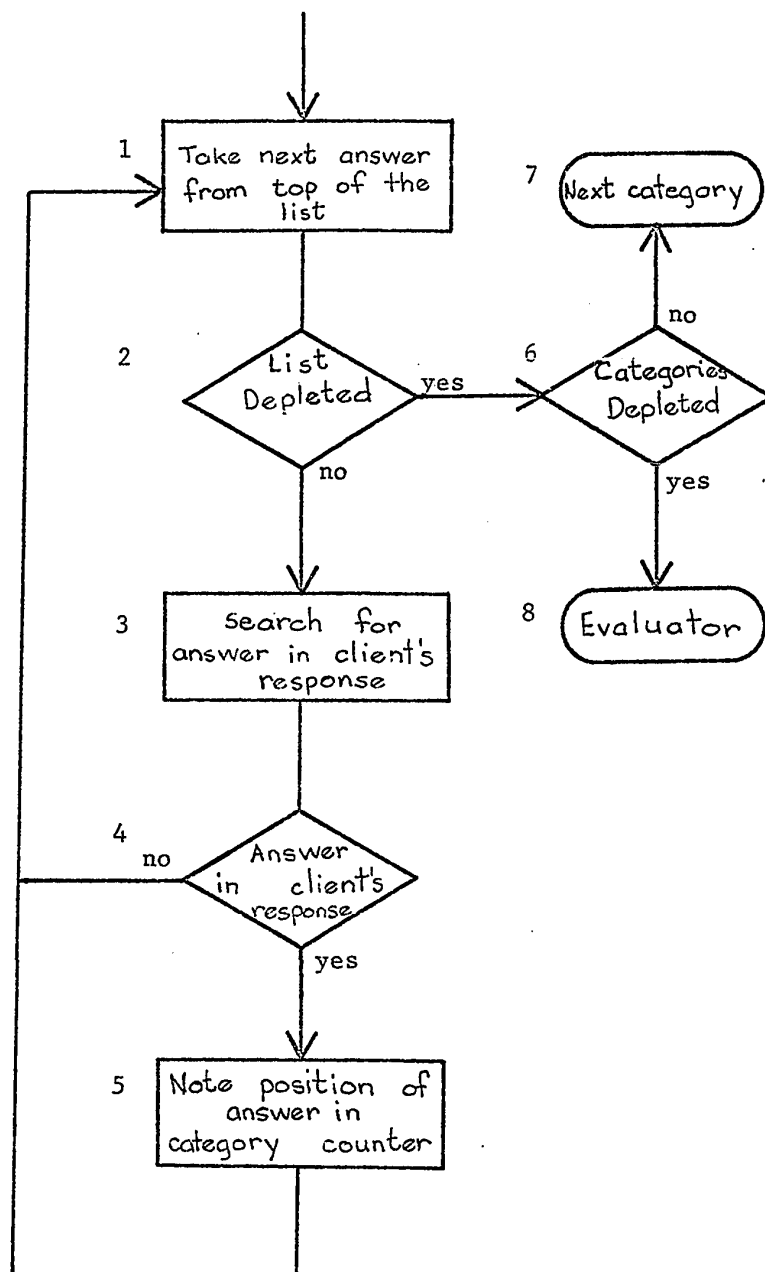 1
Take next answer
from top of the
list
7
Next category
2
List
Depleted
yes
no
6
Categories
Depleted
no
yes
3
search for
answer in client's
response
8
Evaluator
4
no
Answer
in client's
response
yes
5
Note position of
answer in
category counter